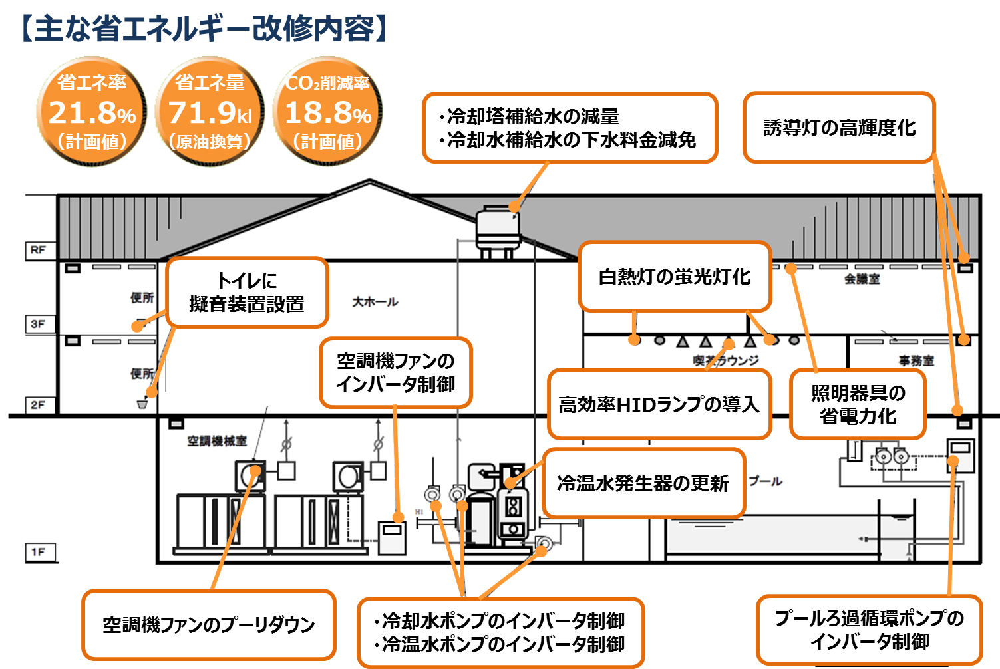 【主な省エネルギー改修内容】
省エネ率
21.8%
（計画値）
省エネ量
71.9kl
（原油換算）
CO₂削減率
18.8%
（計画値）
・冷却塔補給水の減量
・冷却水補給水の下水料金減免
誘導灯の高輝度化
RF
トイレに
擬音装置設置
便所
大ホール
白熱灯の蛍光灯化
会議室
3F
空調機ファンの
インバータ制御
喫茶ラウンジ
事務室
便所
高効率HIDランプの導入
照明器具の
省電力化
2F
空調機械室
冷温水発生器の更新
プール
H1
1F
空調機ファンのプーリダウン
・冷却水ポンプのインバータ制御
・冷温水ポンプのインバータ制御
プールろ過循環ポンプの
インバータ制御